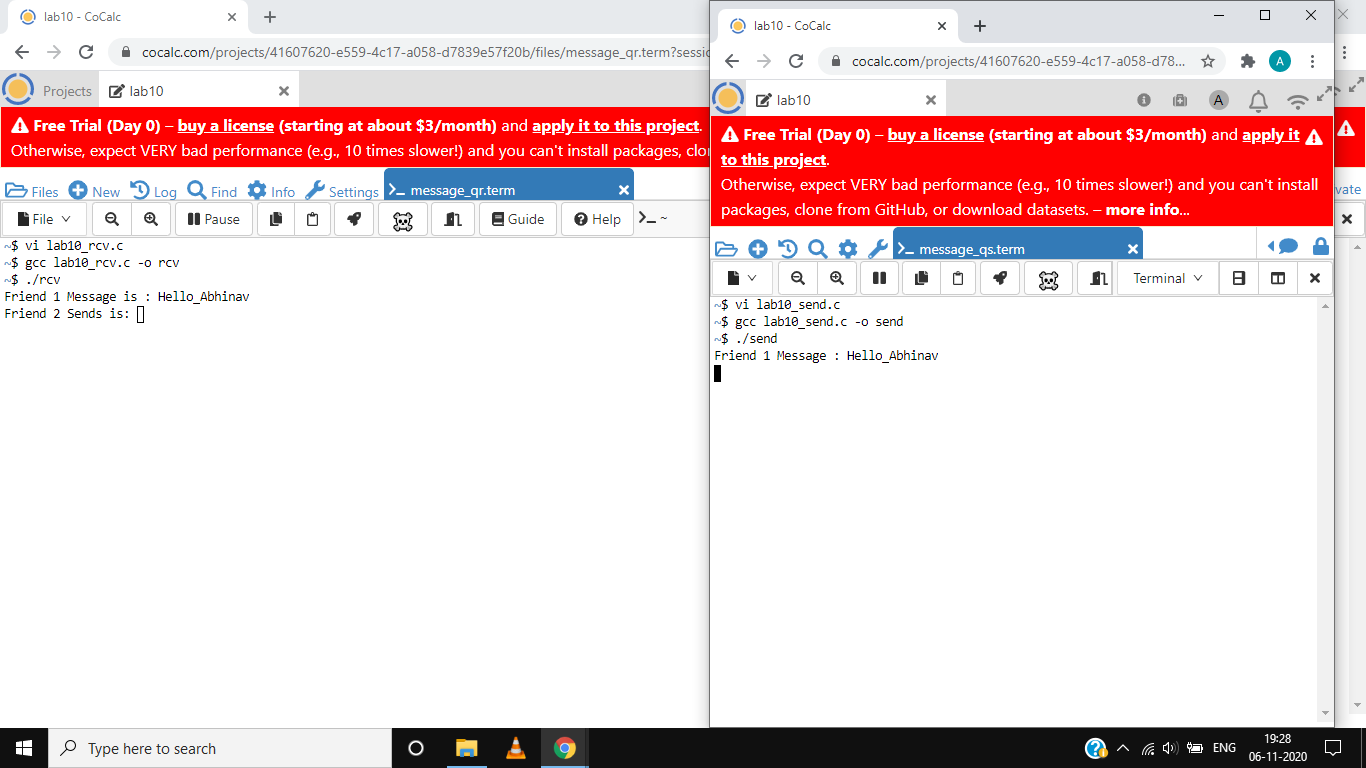 lab10 - CoCalc
cocalc.com/projects/41607620-e559-4c17-a058-d7839e57f20b/files/message_qr.term?sessi
Projects
lab10
Free Trial (Day 0) – buy a license (starting at about $3/month) and apply it to this project.
Otherwise, expect VERY bad performance (e.g., 10 times slower!) and you can't install packages, clon
Files New Log Find Info Settings message_qr.term
File Pause Guide Help ~
~$ vi lab10_rcv.c
~$ gcc lab10_rcv.c -o rcv
~$ ./rcv
Friend 1 Message is : Hello_Abhinav
Friend 2 Sends is:
lab10 - CoCalc
cocalc.com/projects/41607620-e559-4c17-a058-d78...
A
lab10
A
Free Trial (Day 0) – buy a license (starting at about $3/month) and apply it
to this project.
Otherwise, expect VERY bad performance (e.g., 10 times slower!) and you can't install
packages, clone from GitHub, or download datasets. – more info...
message_qs.term
vate
Terminal
~$ vi lab10_send.c
~$ gcc lab10_send.c -o send
~$ ./send
Friend 1 Message : Hello_Abhinav
Type here to search
ENG
19:28
06-11-2020